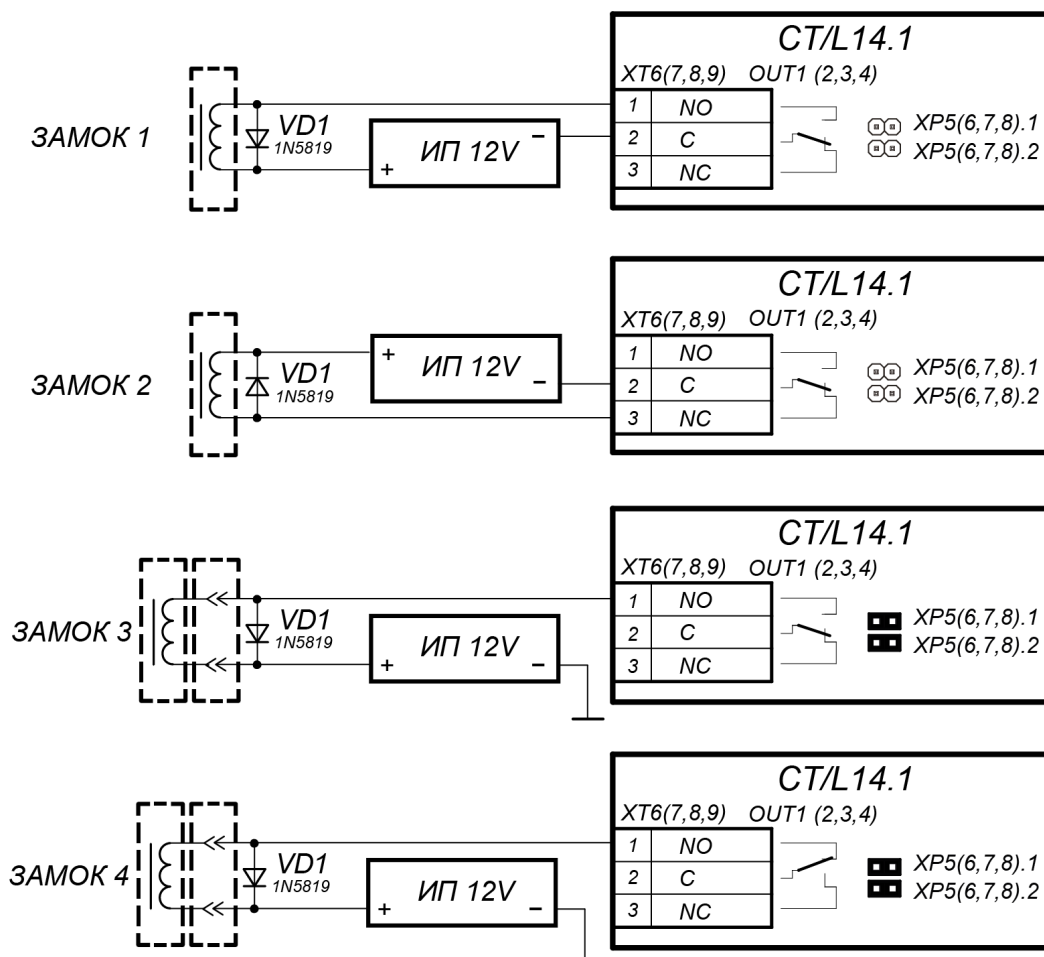 CT/L14.1
XT6(7,8,9) OUT1 (2,3,4)
ЗАМОК 1
VD1
1N5819
+ ИП 12V −
1 NO
2 C
3 NC
XP5(6,7,8).1
XP5(6,7,8).2
CT/L14.1
XT6(7,8,9) OUT1 (2,3,4)
ЗАМОК 2
VD1
1N5819
+ ИП 12V −
1 NO
2 C
3 NC
XP5(6,7,8).1
XP5(6,7,8).2
CT/L14.1
XT6(7,8,9) OUT1 (2,3,4)
ЗАМОК 3
VD1
1N5819
+ ИП 12V −
1 NO
2 C
3 NC
XP5(6,7,8).1
XP5(6,7,8).2
CT/L14.1
XT6(7,8,9) OUT1 (2,3,4)
ЗАМОК 4
VD1
1N5819
+ ИП 12V −
1 NO
2 C
3 NC
XP5(6,7,8).1
XP5(6,7,8).2